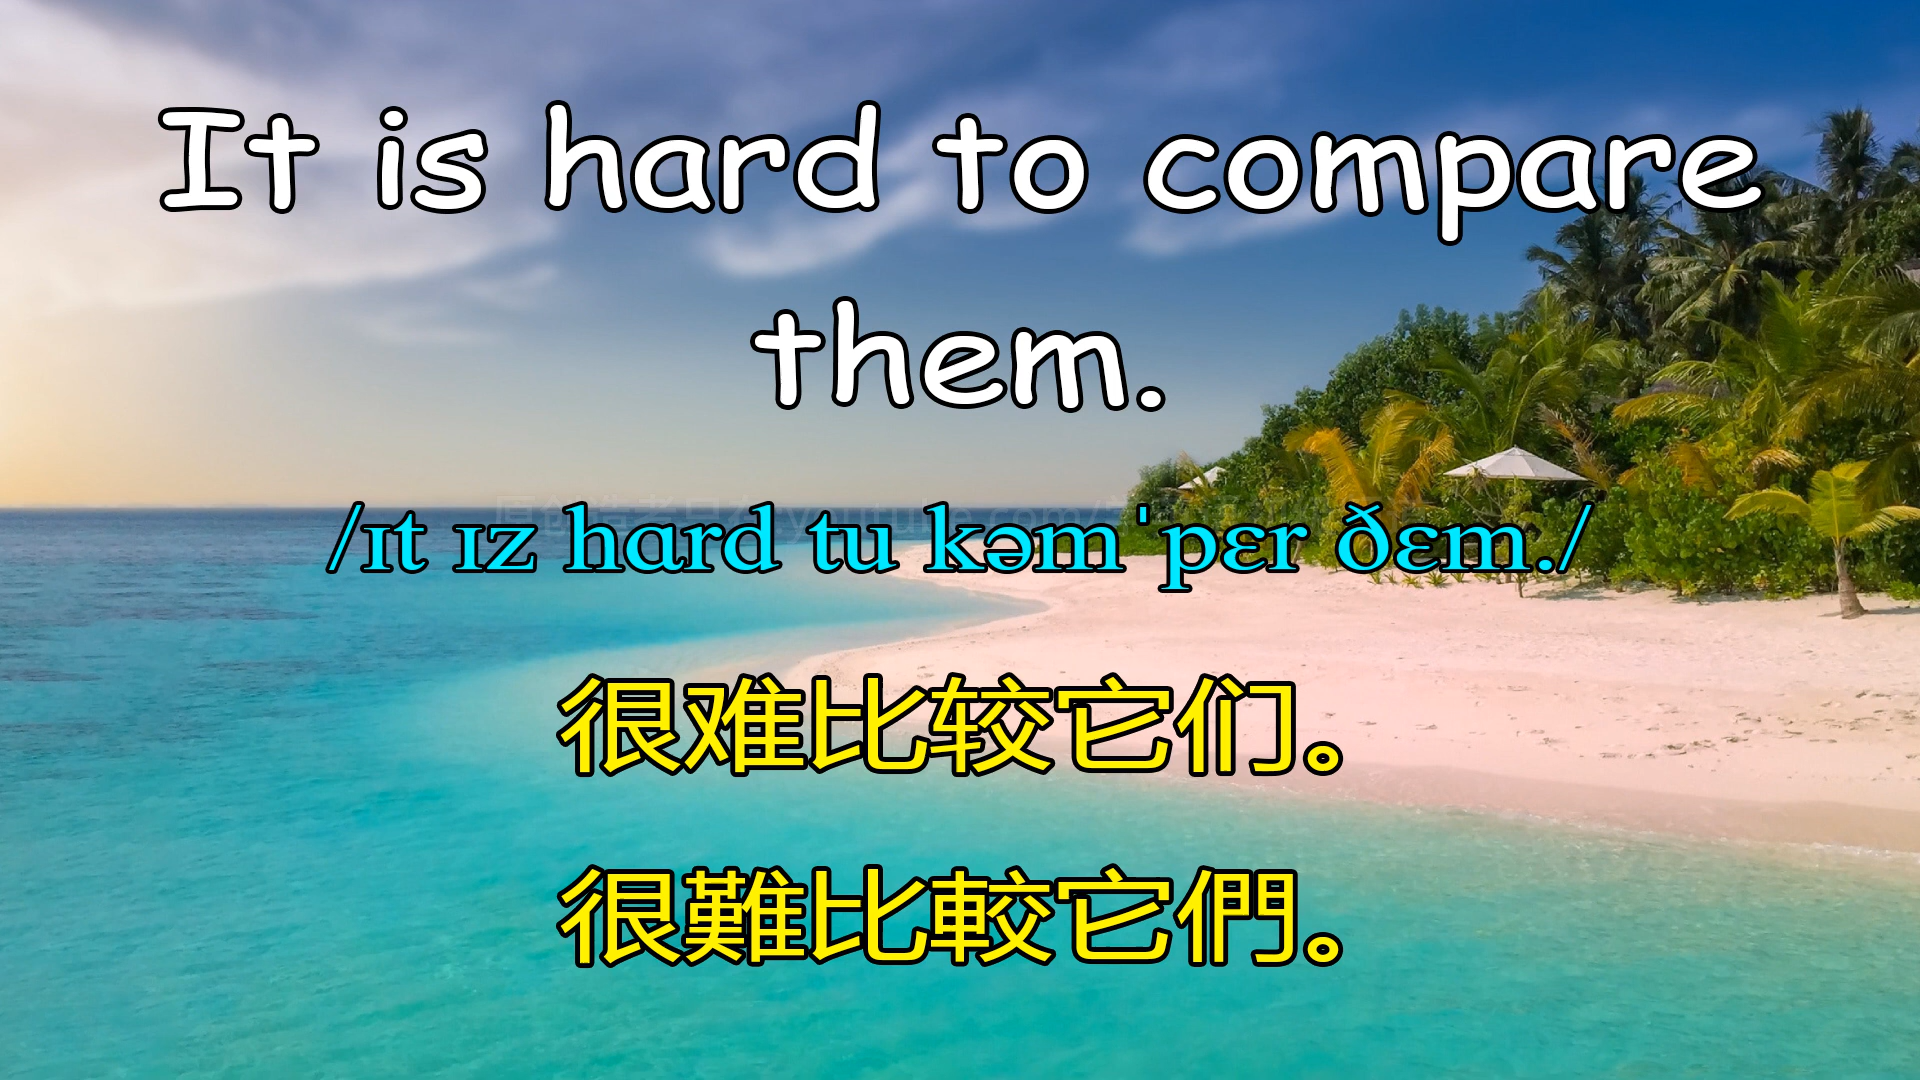 It is hard to compare
them.
/ɪt ɪz hɑrd tu kəmˈpɛr ðɛm./
很难比较它们。
很難比較它們。